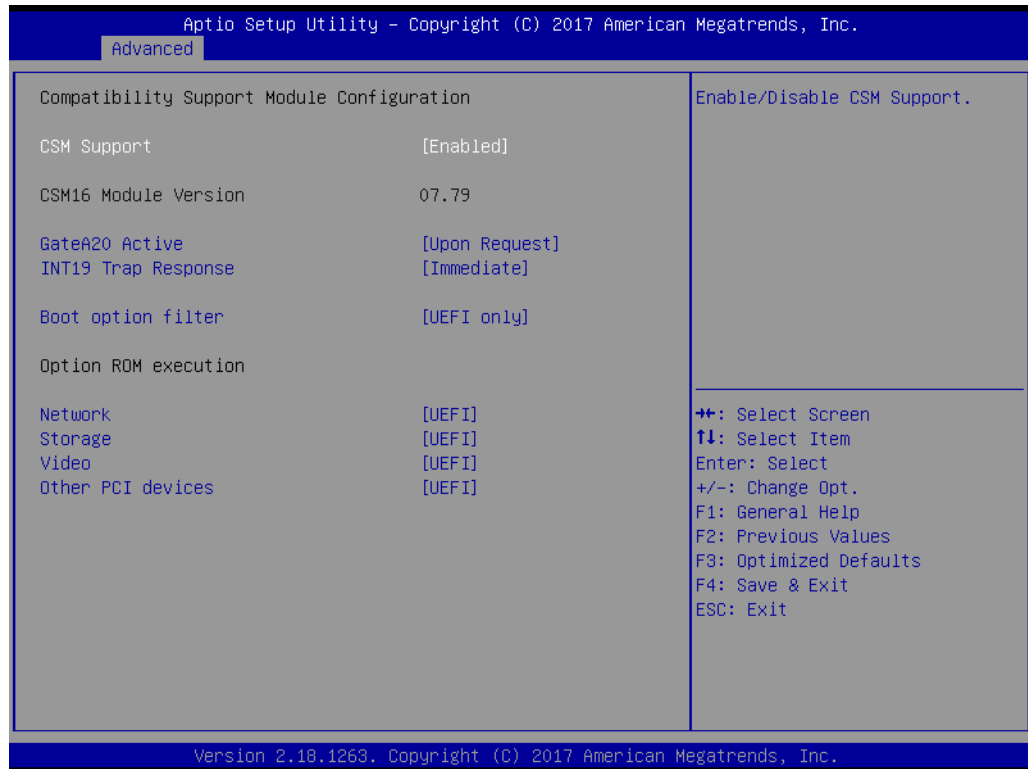 Aptio Setup Utility – Copyright (C) 2017 American Megatrends, Inc.
Advanced
Compatibility Support Module Configuration
CSM Support [Enabled]
CSM16 Module Version 07.79
GateA20 Active [Upon Request]
INT19 Trap Response [Immediate]
Boot option filter [UEFI only]
Option ROM execution
Network [UEFI]
Storage [UEFI]
Video [UEFI]
Other PCI devices [UEFI]
Enable/Disable CSM Support.
→←: Select Screen
↑↓: Select Item
Enter: Select
+/-: Change Opt.
F1: General Help
F2: Previous Values
F3: Optimized Defaults
F4: Save & Exit
ESC: Exit
Version 2.18.1263. Copyright (C) 2017 American Megatrends, Inc.